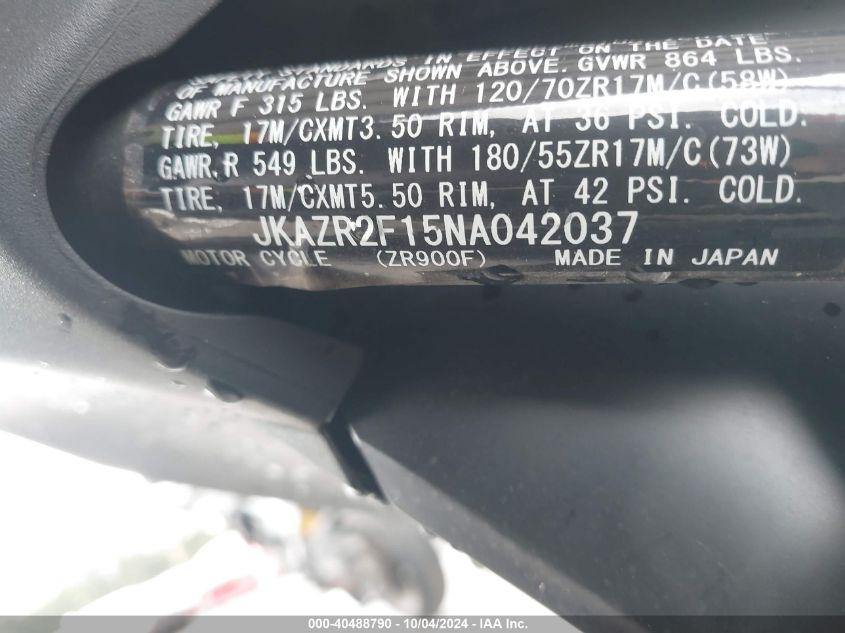 SAFETY STANDARDS IN EFFECT ON THE DATE
OF MANUFACTURE SHOWN ABOVE. GVWR 864 LBS.
GAWR F 315 LBS. WITH 120/70ZR17M/C(58W)
TIRE, 17M/CXMT3.50 RIM, AT 36 PSI. COLD.
GAWR.R 549 LBS. WITH 180/55ZR17M/C(73W)
TIRE, 17M/CXMT5.50 RIM, AT 42 PSI. COLD.
JKAZR2F15NA042037
MOTOR CYCLE (ZR900F) MADE IN JAPAN
000-40488790 - 10/04/2024 - IAA Inc.